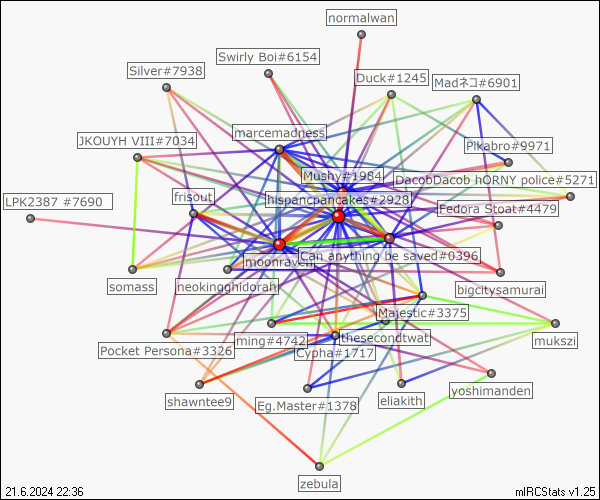 normalwan
Swirly Boi#6154
Silver#7938
Duck#1245
Madネコ#6901
marcemadness
JKOUYH VIII#7034
Pikabro#9971
Mushy#1984
DacobDacob hORNY police#5271
LPK2387 #7690
frisout
hispancpancakes#2928
Fedora Stoat#4479
Can anything be saved#0396
moonraven
somass
neokingghidorah
bigcitysamurai
Majestic#3375
ming#4742
thesecondtwat
mukszi
Pocket Persona#3326
Cypha#1717
yoshimanden
shawntee9
Eg.Master#1378
eliakith
zebula
21.6.2024 22:36
mIRCStats v1.25